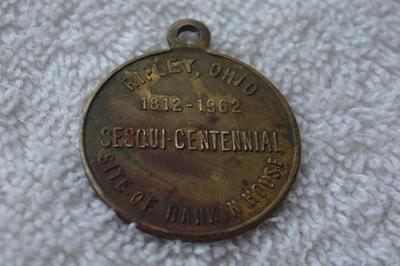 RIPLEY, OHIO
1812-1962
SESQUI-CENTENNIAL
SITE OF RANKIN HOUSE